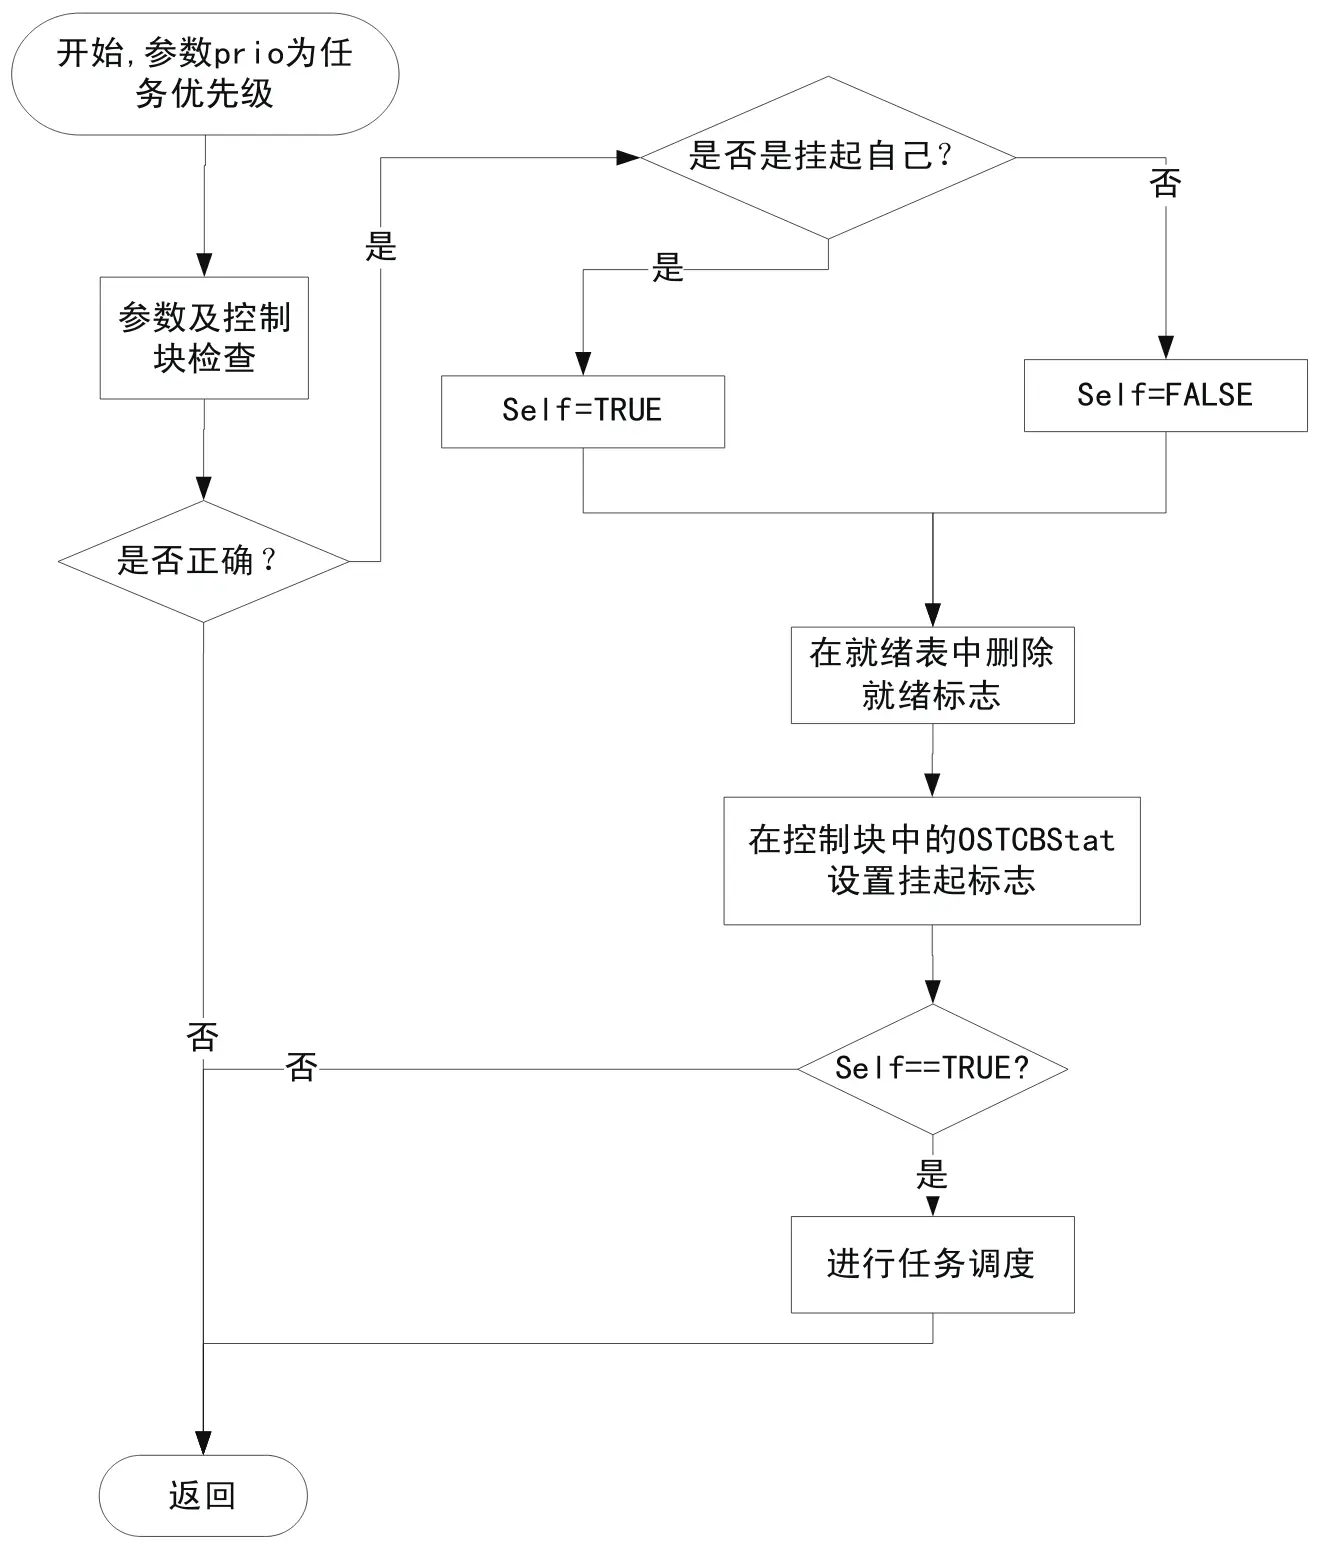 开始,参数prio为任
务优先级
参数及控制
块检查
是否正确？
是
是否是挂起自己？
是
否
Self=TRUE
Self=FALSE
在就绪表中删除
就绪标志
在控制块中的OSTCBStat
设置挂起标志
Self==TRUE?
否
否
是
进行任务调度
返回